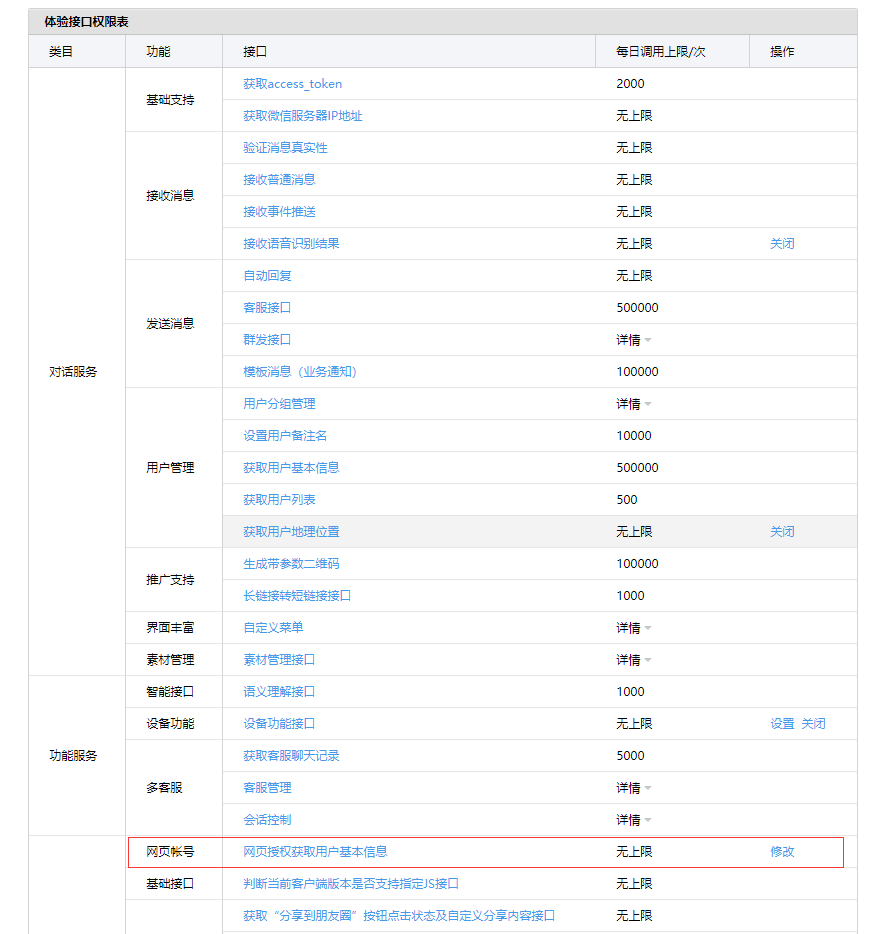 体验接口权限表
类目 功能 接口 每日调用上限/次 操作
对话服务 基础支持 获取access_token 2000
获取微信服务器IP地址 无上限
接收消息 验证消息真实性 无上限
接收普通消息 无上限
接收事件推送 无上限
接收语音识别结果 无上限 关闭
发送消息 自动回复 无上限
客服接口 500000
群发接口 详情
模板消息（业务通知） 100000
用户管理 用户分组管理 详情
设置用户备注名 10000
获取用户基本信息 500000
获取用户列表 500
获取用户地理位置 无上限 关闭
推广支持 生成带参数二维码 100000
长链接转短链接接口 1000
界面丰富 自定义菜单 详情
素材管理 素材管理接口 详情
功能服务 智能接口 语义理解接口 1000
设备功能 设备功能接口 无上限 设置 关闭
多客服 获取客服聊天记录 5000
客服管理 详情
会话控制 详情
网页帐号 网页授权获取用户基本信息 无上限 修改
基础接口 判断当前客户端版本是否支持指定JS接口 无上限
获取“分享到朋友圈”按钮点击状态及自定义分享内容接口 无上限